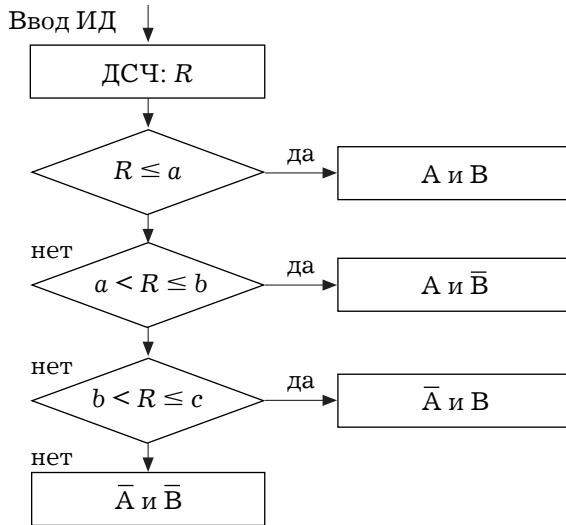 Ввод ИД
ДСЧ: R
R ≤ a
да
A и B
нет
a < R ≤ b
да
A и B̅
нет
b < R ≤ c
да
A̅ и B
нет
A̅ и B̅